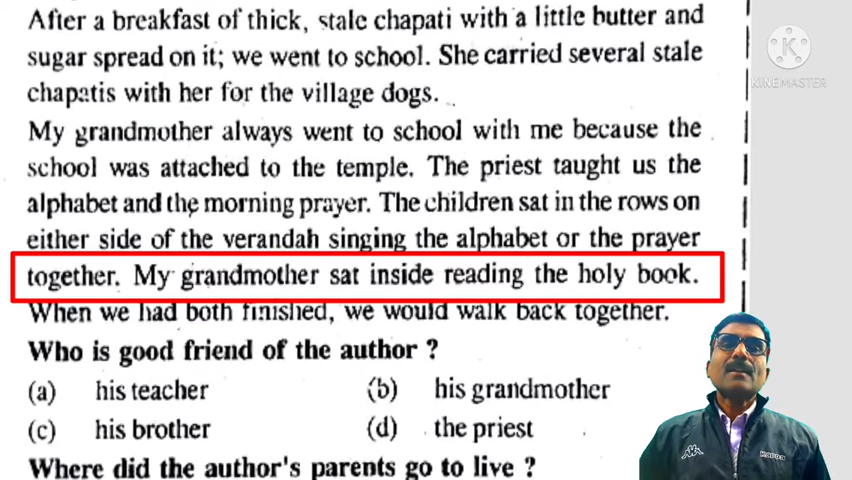 After a breakfast of thick, stale chapati with a little butter and
sugar spread on it; we went to school. She carried several stale
chapatis with her for the village dogs.
My grandmother always went to school with me because the
school was attached to the temple. The priest taught us the
alphabet and the morning prayer. The children sat in the rows on
either side of the verandah singing the alphabet or the prayer
together. My grandmother sat inside reading the holy book.
When we had both finished, we would walk back together.
Who is good friend of the author ?
(a) his teacher (b) his grandmother
(c) his brother (d) the priest
Where did the author's parents go to live ?
K
KINEMASTER
Kappa